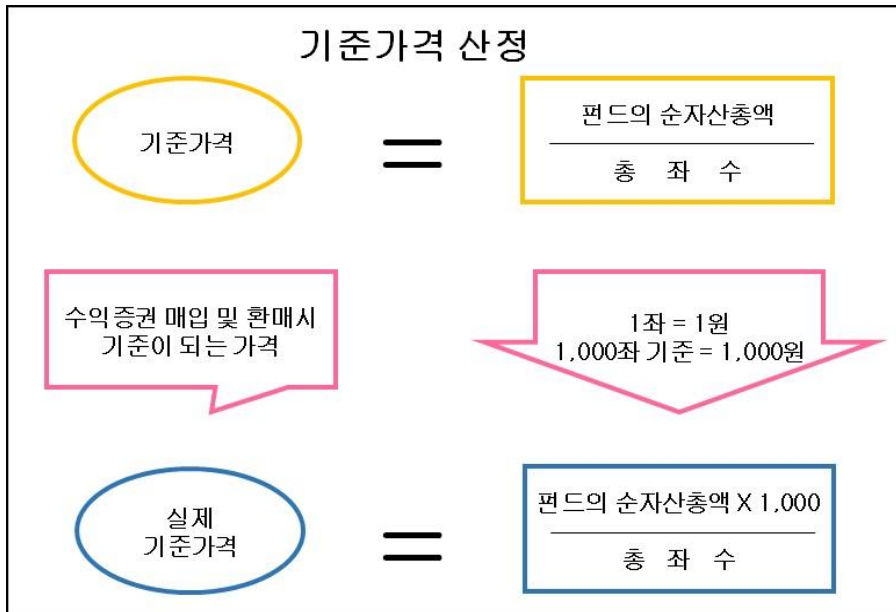 기준가격 산정
기준가격
=
펀드의 순자산총액
총 좌 수
수익증권 매입 및 환매시
기준이 되는 가격
1좌 = 1원
1,000좌 기준 = 1,000원
실제
기준가격
=
펀드의 순자산총액 X 1,000
총 좌 수